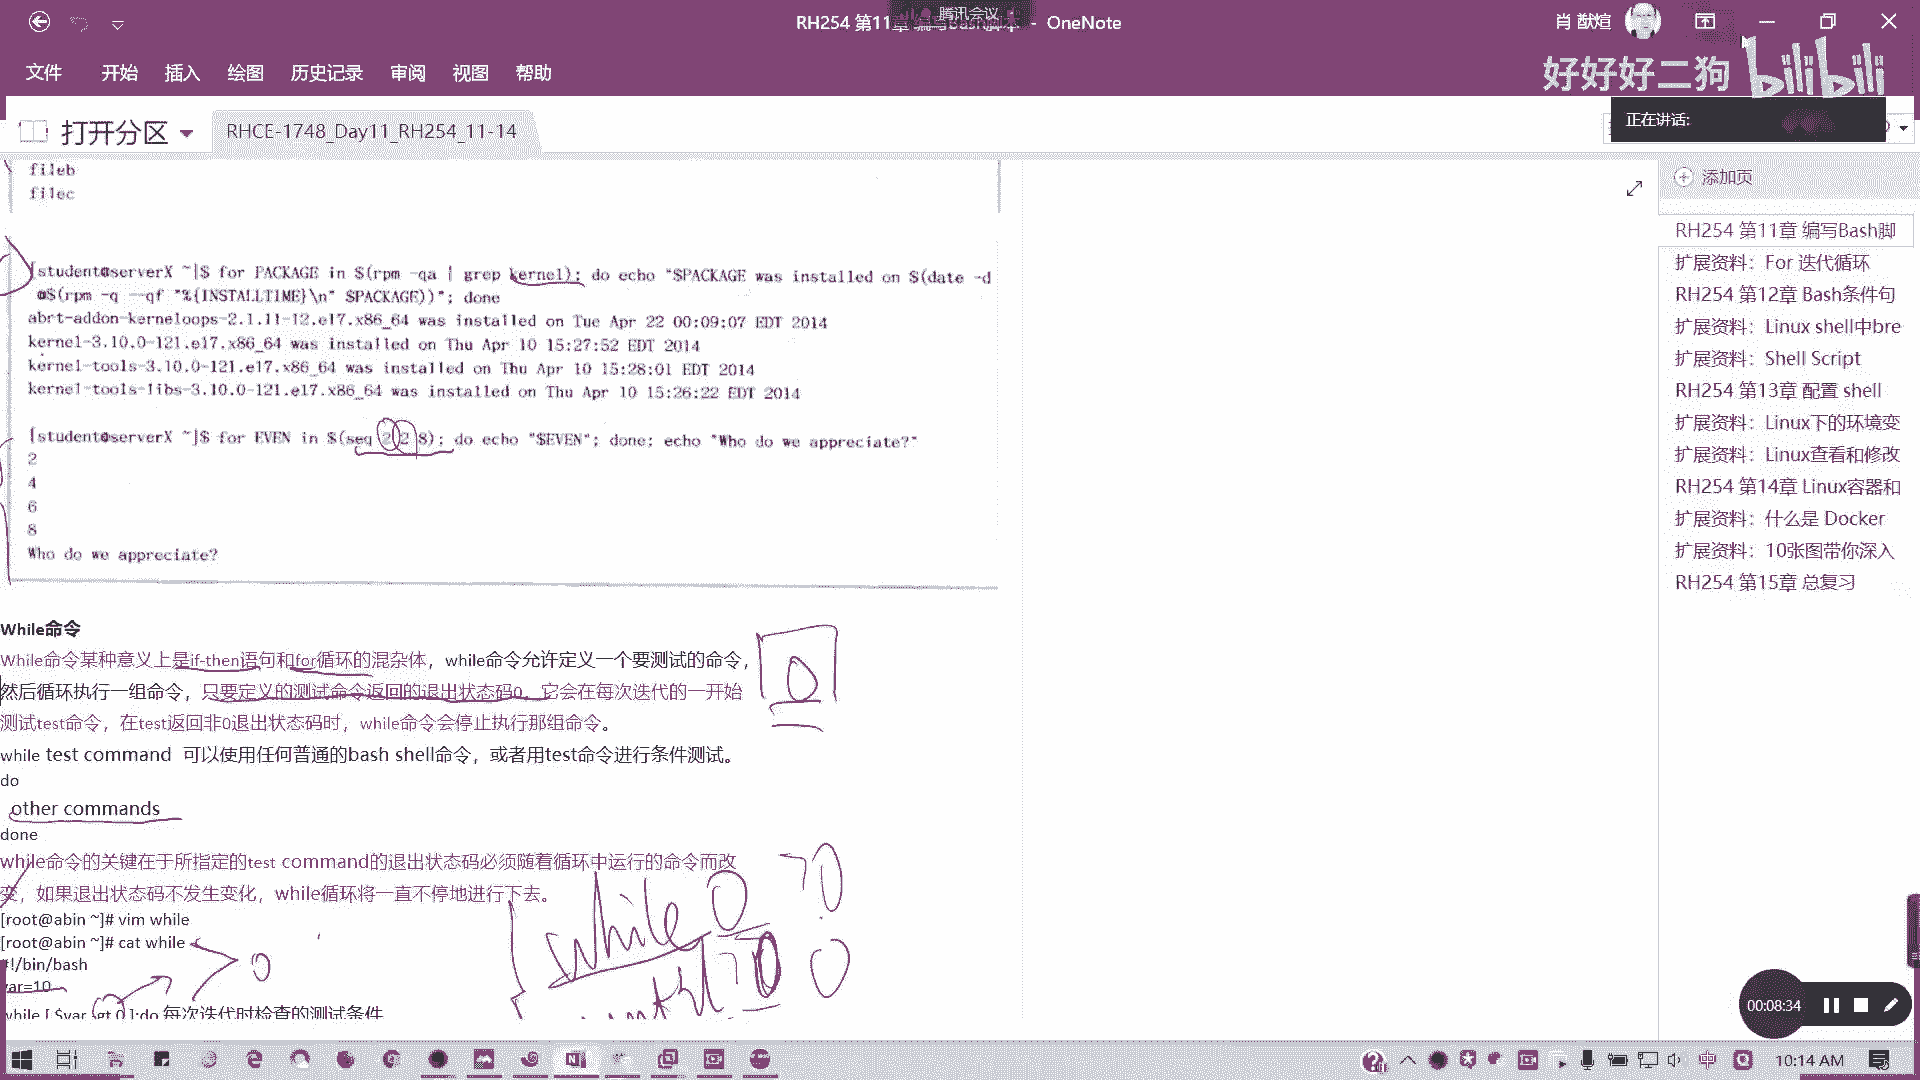 腾讯会议
RH254 第11章 编写Bash脚本 - OneNote
肖 猷煊
文件 开始 插入 绘图 历史记录 审阅 视图 帮助
好好好二狗 bilibili
正在讲话:
打开分区
RHCE-1748_Day11_RH254_11-14
添加页
fileb
filec
[student@serverX ~]$ for PACKAGE in $(rpm -qa | grep kernel); do echo "$PACKAGE was installed on $(date -d
@$(rpm -q --qf "%{INSTALLTIME}\n" $PACKAGE))"; done
abrt-addon-kerneloops-2.1.11-12.el7.x86_64 was installed on Tue Apr 22 00:09:07 EDT 2014
kernel-3.10.0-121.el7.x86_64 was installed on Thu Apr 10 15:27:52 EDT 2014
kernel-tools-3.10.0-121.el7.x86_64 was installed on Thu Apr 10 15:28:01 EDT 2014
kernel-tools-libs-3.10.0-121.el7.x86_64 was installed on Thu Apr 10 15:26:22 EDT 2014
[student@serverX ~]$ for EVEN in $(seq 2 2 8); do echo "$EVEN"; done; echo "Who do we appreciate?"
2
4
6
8
Who do we appreciate?
While命令
While命令某种意义上是if-then语句和for循环的混杂体，while命令允许定义一个要测试的命令，
然后循环执行一组命令，只要定义的测试命令返回的退出状态码0。它会在每次迭代的一开始
测试test命令，在test返回非0退出状态码时，while命令会停止执行那组命令。
while test command 可以使用任何普通的bash shell命令，或者用test命令进行条件测试。
do
other commands
done
while命令的关键在于所指定的test command的退出状态码必须随着循环中运行的命令而改
变，如果退出状态码不发生变化，while循环将一直不停地进行下去。
[root@abin ~]# vim while
[root@abin ~]# cat while
#!/bin/bash
var=10
while [ $var -gt 0 ];do 每次迭代时检查的测试条件
0
0
while 0
until 70
70
0
RH254 第11章 编写Bash脚
扩展资料：For 迭代循环
RH254 第12章 Bash条件句
扩展资料：Linux shell中bre
扩展资料：Shell Script
RH254 第13章 配置 shell
扩展资料：Linux下的环境变
扩展资料：Linux查看和修改
RH254 第14章 Linux容器和
扩展资料：什么是 Docker
扩展资料：10张图带你深入
RH254 第15章 总复习
00:08:34
中
10:14 AM